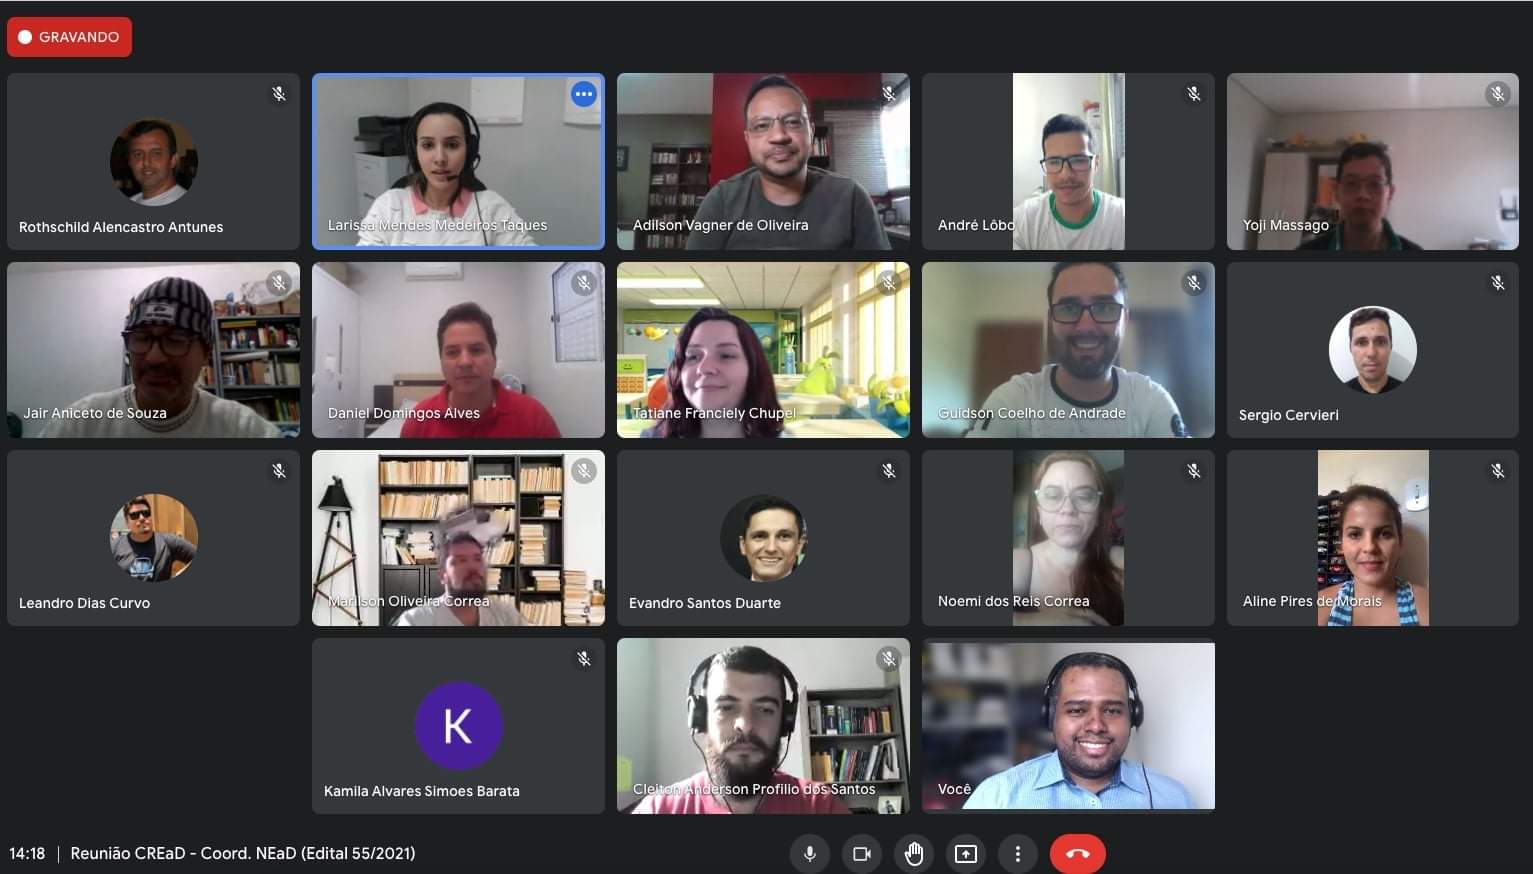 GRAVANDO
Rothschild Alencastro Antunes
Larissa Mendes Medeiros Taques
Adilson Vagner de Oliveira
André Lôbo
Yoji Massago
Jair Aniceto de Souza
Daniel Domingos Alves
Tatiane Franciely Chupel
Guidson Coelho de Andrade
Sergio Cervieri
Leandro Dias Curvo
Marilson Oliveira Correa
Evandro Santos Duarte
Noemi dos Reis Correa
Aline Pires de Morais
K
Kamila Alvares Simoes Barata
Cleiton Anderson Profilio dos Santos
Você
14:18 | Reunião CREaD - Coord. NEaD (Edital 55/2021)